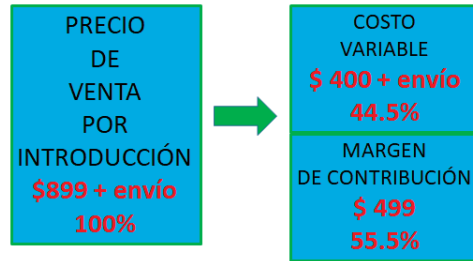 PRECIO
DE
VENTA
POR
INTRODUCCIÓN
$899 + envío
100%
COSTO
VARIABLE
$ 400 + envío
44.5%
MARGEN
DE CONTRIBUCIÓN
$ 499
55.5%